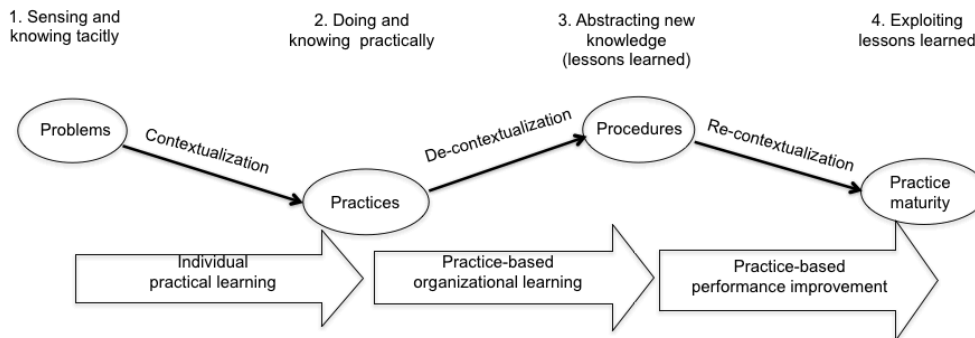 1. Sensing and
knowing tacitly
2. Doing and
knowing practically
3. Abstracting new
knowledge
(lessons learned)
4. Exploiting
lessons learned
Problems
Contextualization
Practices
De-contextualization
Procedures
Re-contextualization
Practice
maturity
Individual
practical learning
Practice-based
organizational learning
Practice-based
performance improvement